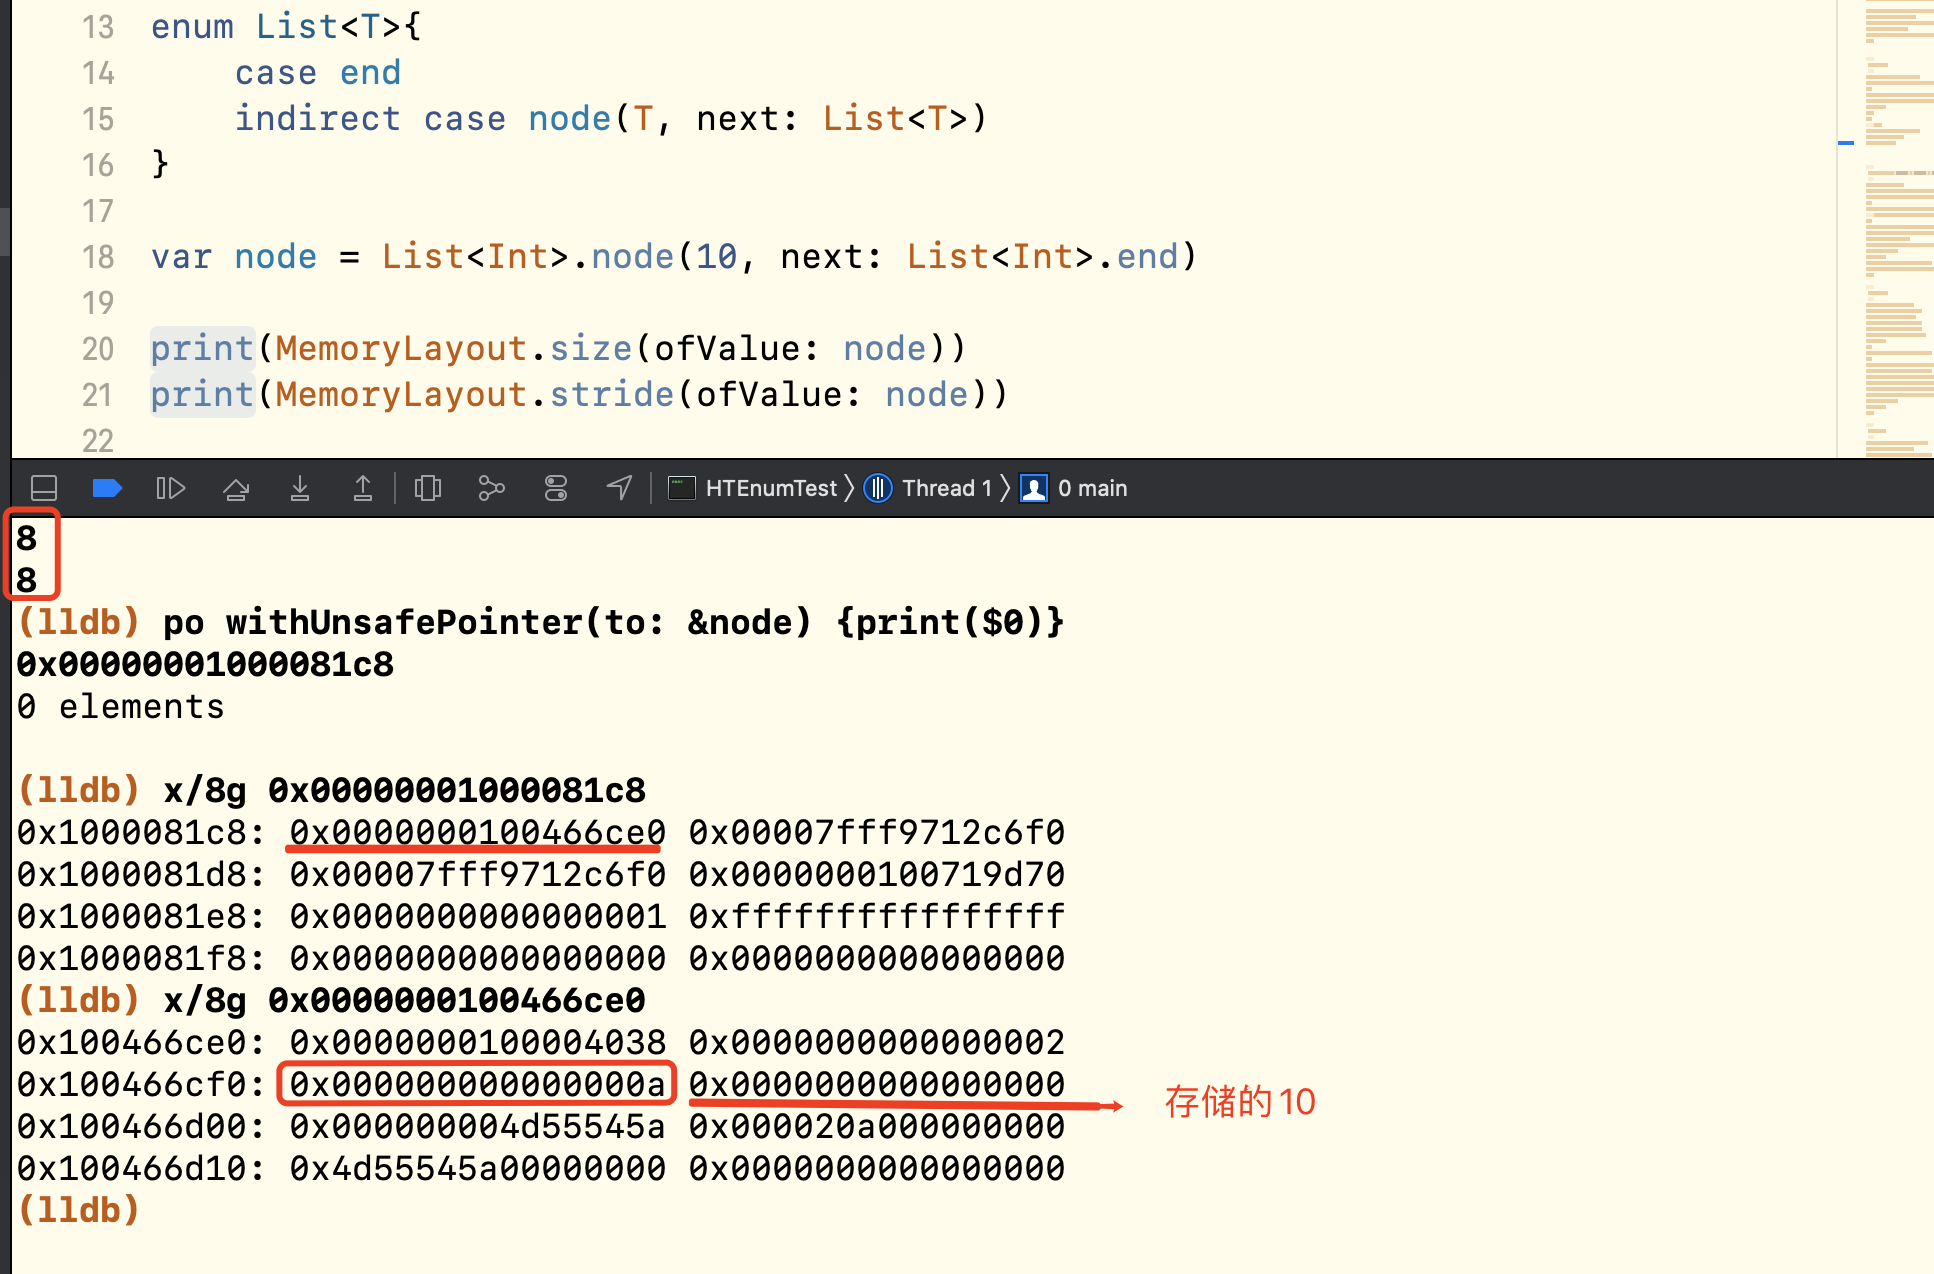 13 enum List<T>{
14 case end
15 indirect case node(T, next: List<T>)
16 }
17
18 var node = List<Int>.node(10, next: List<Int>.end)
19
20 print(MemoryLayout.size(ofValue: node))
21 print(MemoryLayout.stride(ofValue: node))
22
HTEnumTest Thread 1 0 main
8
8
(lldb) po withUnsafePointer(to: &node) {print($0)}
0x00000001000081c8
0 elements
(lldb) x/8g 0x00000001000081c8
0x1000081c8: 0x0000000100466ce0 0x00007fff9712c6f0
0x1000081d8: 0x00007fff9712c6f0 0x0000000100719d70
0x1000081e8: 0x0000000000000001 0xffffffffffffffff
0x1000081f8: 0x0000000000000000 0x0000000000000000
(lldb) x/8g 0x0000000100466ce0
0x100466ce0: 0x0000000100004038 0x0000000000000002
0x100466cf0: 0x000000000000000a 0x0000000000000000 存储的10
0x100466d00: 0x000000004d55545a 0x000020a000000000
0x100466d10: 0x4d55545a00000000 0x0000000000000000
(lldb)